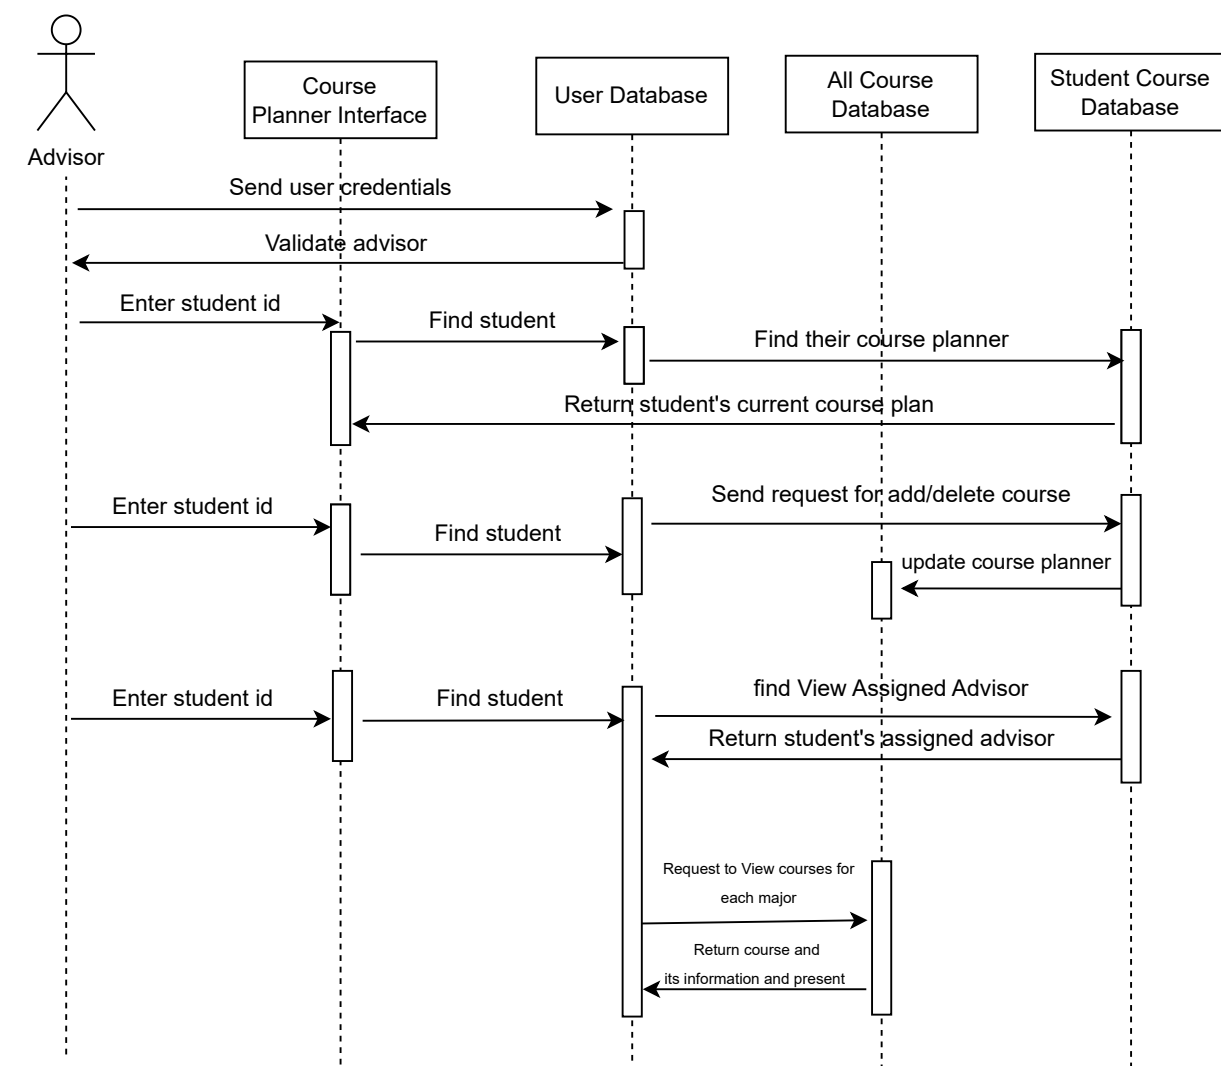 Advisor
Course
Planner Interface
User Database
All Course
Database
Student Course
Database
Send user credentials
Validate advisor
Enter student id
Find student
Find their course planner
Return student's current course plan
Enter student id
Find student
Send request for add/delete course
update course planner
Enter student id
Find student
find View Assigned Advisor
Return student's assigned advisor
Request to View courses for
each major
Return course and
its information and present